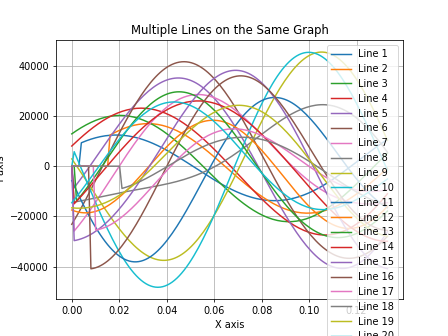 Multiple Lines on the Same Graph
40000
20000
0
−20000
−40000
0.00
0.02
0.04
0.06
0.08
0.10
X axis
Line 1
Line 2
Line 3
Line 4
Line 5
Line 6
Line 7
Line 8
Line 9
Line 10
Line 11
Line 12
Line 13
Line 14
Line 15
Line 16
Line 17
Line 18
Line 19
Line 20